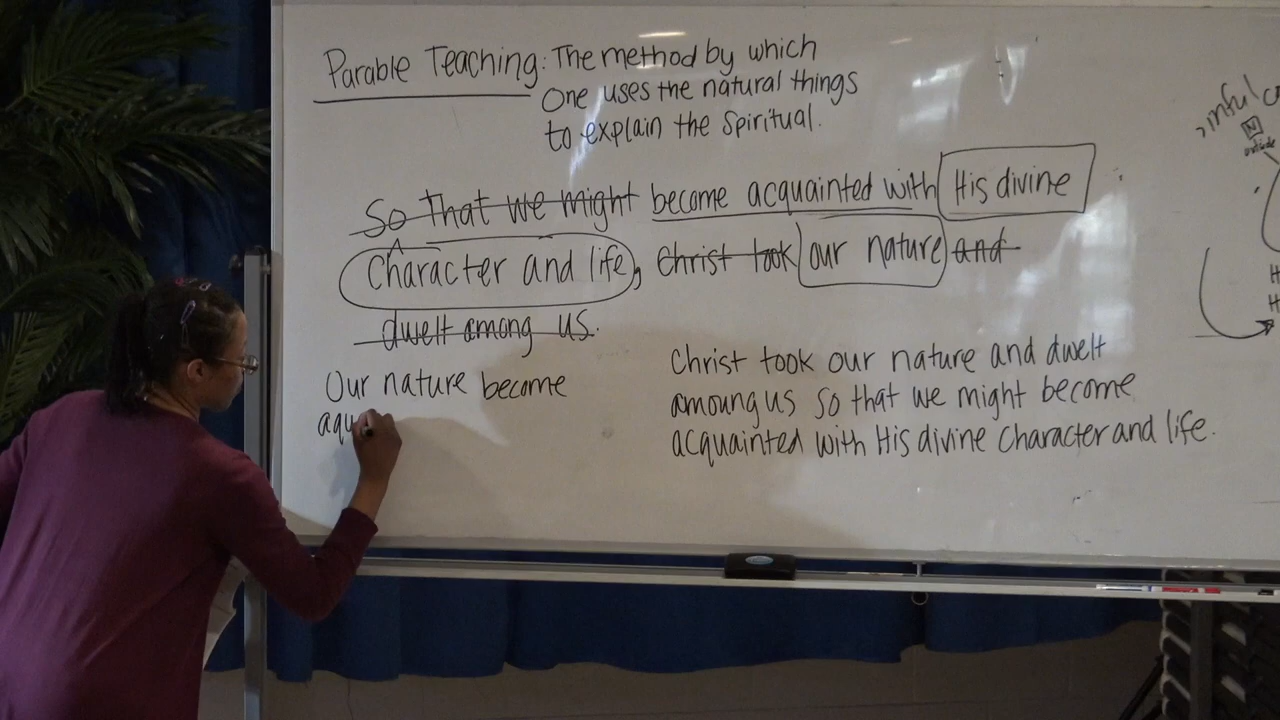 Parable Teaching: The method by which
One uses the natural things
to explain the Spiritual.
So that we might become acquainted with His divine
Character and life, Christ took our nature and
dwelt among us.
Our nature become
aqu
Christ took our nature and dwelt
amoung us so that we might become
acquainted with His divine Character and life.
N
outside
H
H